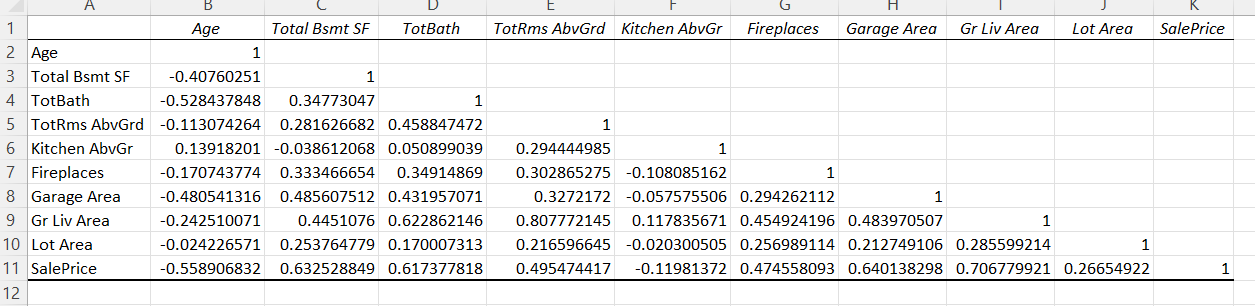 A B C D E F G H I J K
1 Age Total Bsmt SF TotBath TotRms AbvGrd Kitchen AbvGr Fireplaces Garage Area Gr Liv Area Lot Area SalePrice
2 Age 1
3 Total Bsmt SF -0.40760251 1
4 TotBath -0.528437848 0.34773047 1
5 TotRms AbvGrd -0.113074264 0.281626682 0.458847472 1
6 Kitchen AbvGr 0.13918201 -0.038612068 0.050899039 0.294444985 1
7 Fireplaces -0.170743774 0.333466654 0.34914869 0.302865275 -0.108085162 1
8 Garage Area -0.480541316 0.485607512 0.431957071 0.3272172 -0.057575506 0.294262112 1
9 Gr Liv Area -0.242510071 0.4451076 0.622862146 0.807772145 0.117835671 0.454924196 0.483970507 1
10 Lot Area -0.024226571 0.253764779 0.170007313 0.216596645 -0.020300505 0.256989114 0.212749106 0.285599214 1
11 SalePrice -0.558906832 0.632528849 0.617377818 0.495474417 -0.11981372 0.474558093 0.640138298 0.706779921 0.26654922 1
12